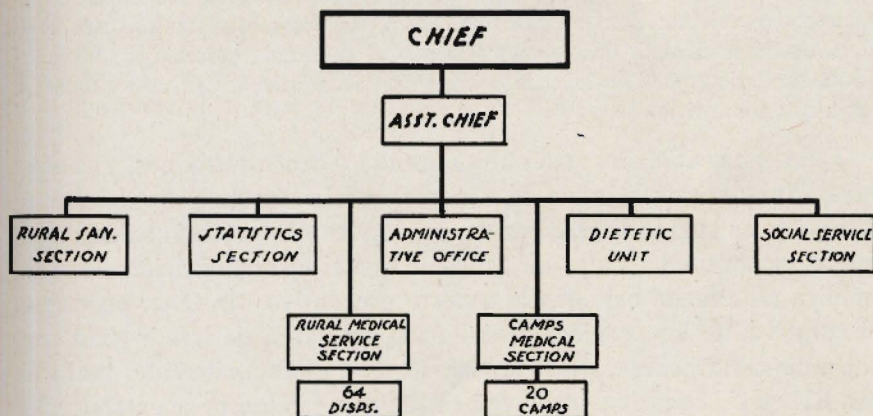 CHIEF
ASST. CHIEF
RURAL SAN.
SECTION
STATISTICS
SECTION
ADMINISTRA-
TIVE OFFICE
DIETETIC
UNIT
SOCIAL SERVICE
SECTION
RURAL MEDICAL
SERVICE
SECTION
CAMPS
MEDICAL
SECTION
64
DISPS.
20
CAMPS